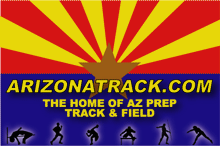 ARIZONATRACK.COM
THE HOME OF AZ PREP
TRACK & FIELD